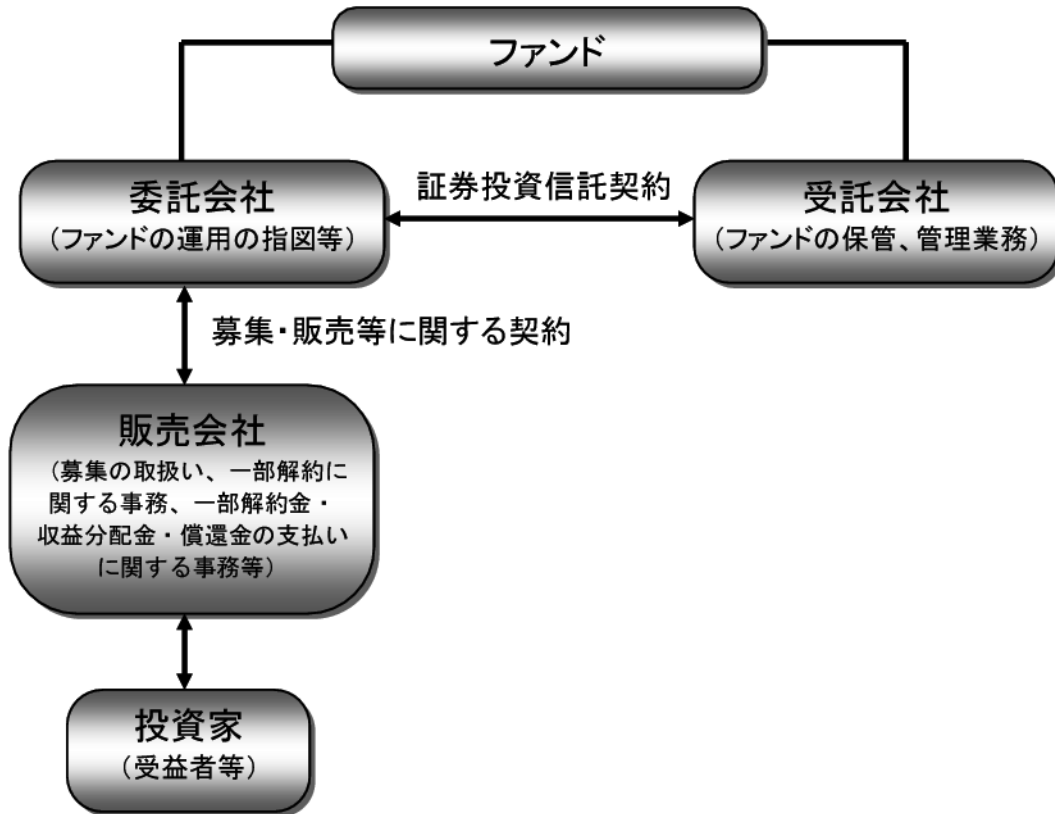 ファンド
委託会社
（ファンドの運用の指図等）
証券投資信託契約
受託会社
（ファンドの保管、管理業務）
募集・販売等に関する契約
販売会社
（募集の取扱い、一部解約に
関する事務、一部解約金・
収益分配金・償還金の支払い
に関する事務等）
投資家
（受益者等）